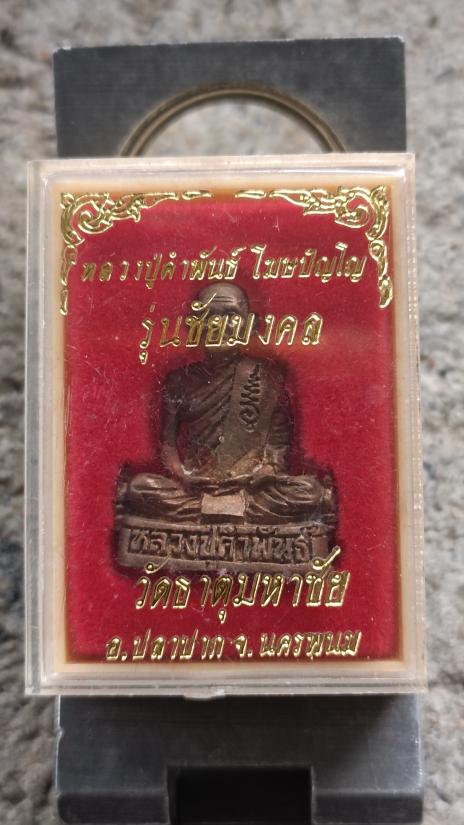 หลวงปู่คำพันธ์ โฆษปัญโญ
รุ่นชัยมงคล
หลวงปู่คำพันธ์
วัดธาตุมหาชัย
อ.ปลาปาก จ.นครพนม